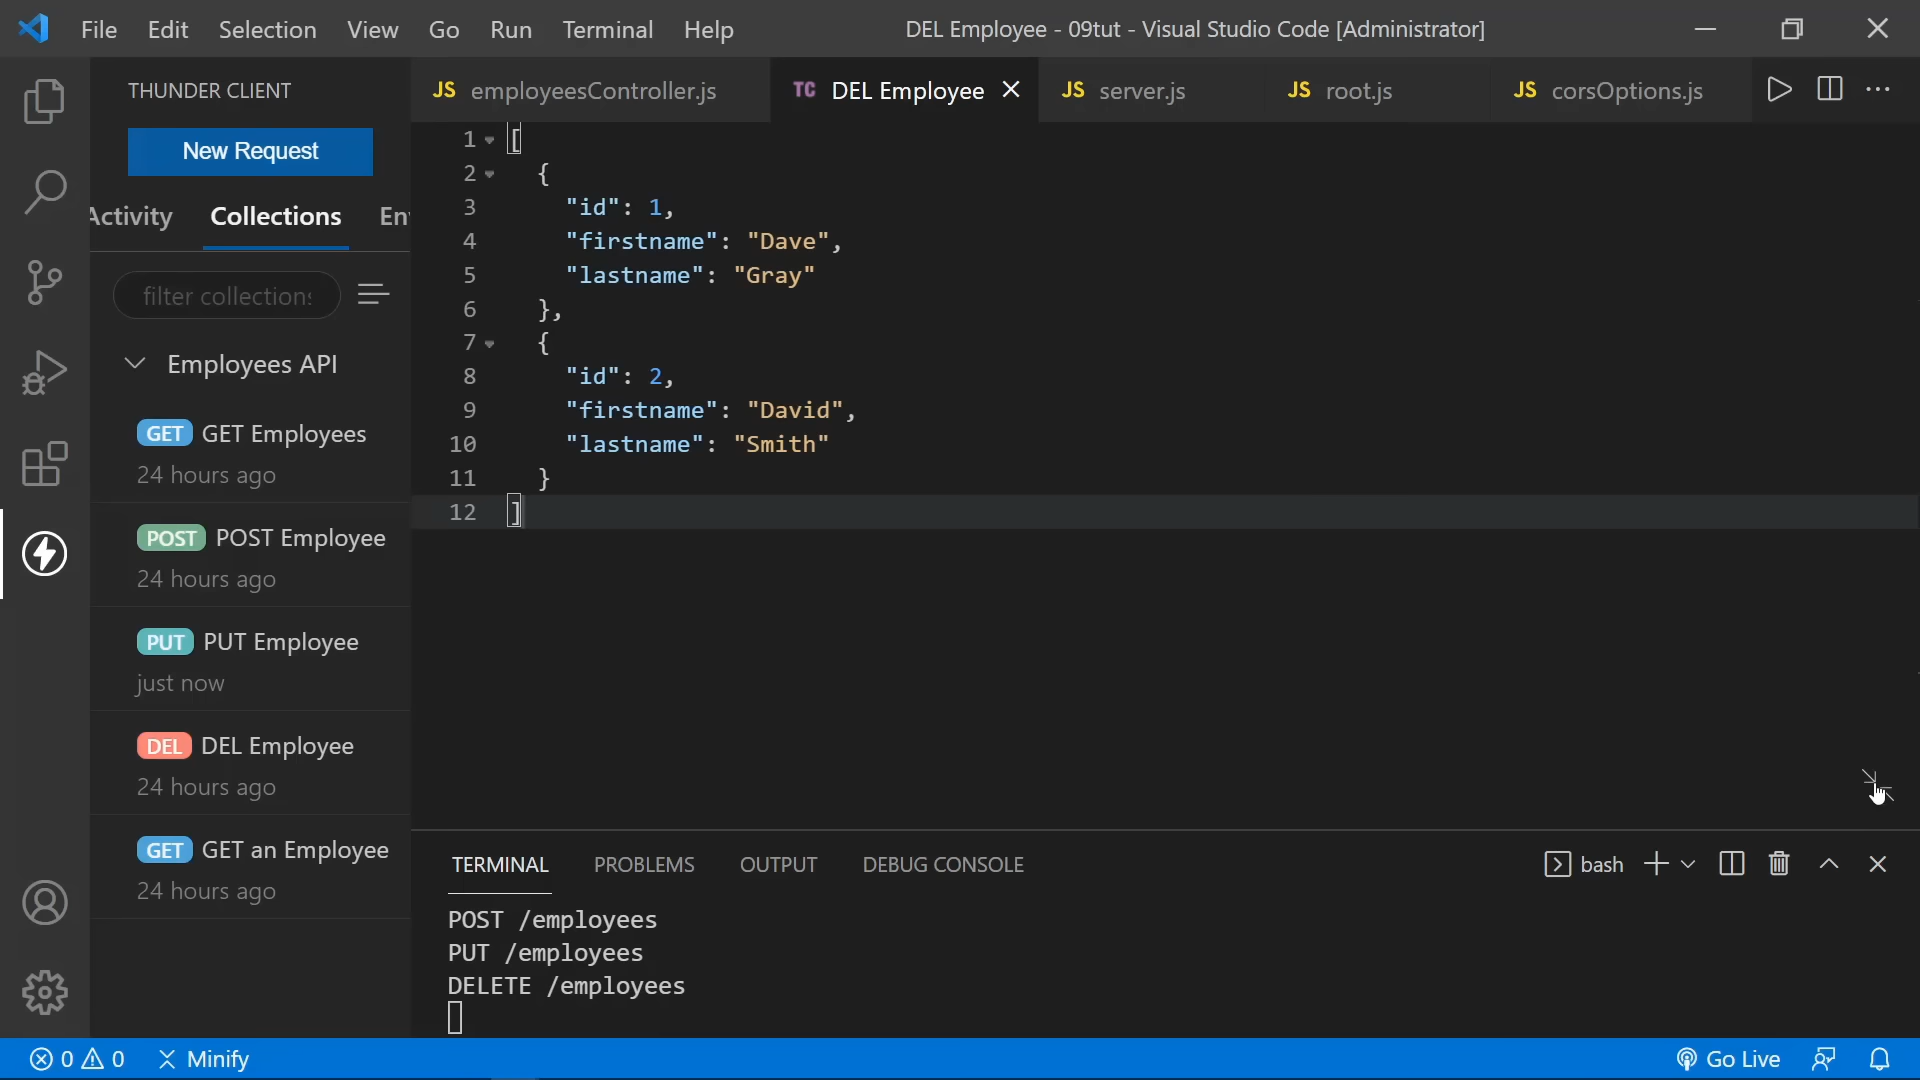 File Edit Selection View Go Run Terminal Help DEL Employee - 09tut - Visual Studio Code [Administrator]
THUNDER CLIENT
New Request
Activity Collections En
filter collections
Employees API
GET GET Employees
24 hours ago
POST POST Employee
24 hours ago
PUT PUT Employee
just now
DEL DEL Employee
24 hours ago
GET GET an Employee
24 hours ago
JS employeesController.js TC DEL Employee JS server.js JS root.js JS corsOptions.js
1 [
2 {
3 "id": 1,
4 "firstname": "Dave",
5 "lastname": "Gray"
6 },
7 {
8 "id": 2,
9 "firstname": "David",
10 "lastname": "Smith"
11 }
12 ]
TERMINAL PROBLEMS OUTPUT DEBUG CONSOLE bash
POST /employees
PUT /employees
DELETE /employees
0 0 Minify Go Live